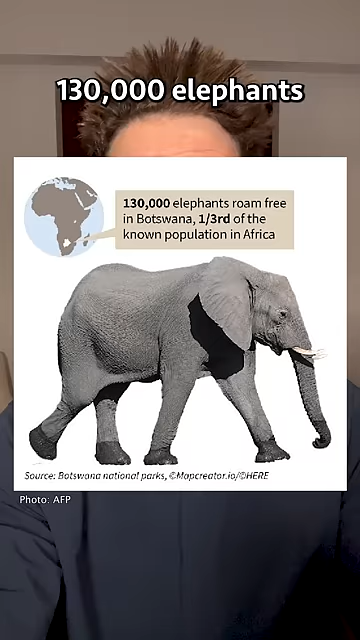 130,000 elephants
130,000 elephants roam free
in Botswana, 1/3rd of the
known population in Africa
Source: Botswana national parks, ©Mapcreator.io/©HERE
Photo: AFP